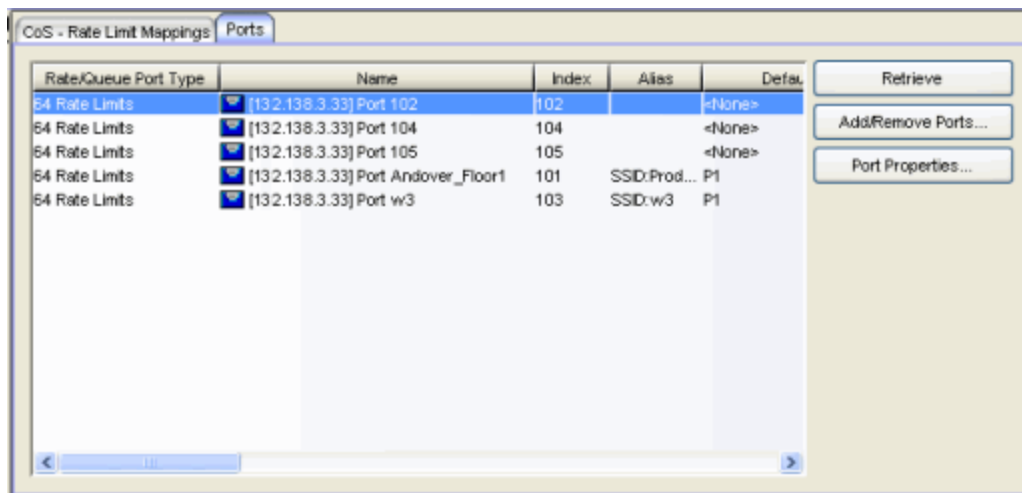 CoS - Rate Limit Mappings Ports
Rate/Queue Port Type Name Index Alias Defau
64 Rate Limits [132.138.3.33] Port 102 102 <None>
64 Rate Limits [132.138.3.33] Port 104 104 <None>
64 Rate Limits [132.138.3.33] Port 105 105 <None>
64 Rate Limits [132.138.3.33] Port Andover_Floor1 101 SSID:Prod... P1
64 Rate Limits [132.138.3.33] Port w3 103 SSID:w3 P1
Retrieve
Add/Remove Ports...
Port Properties...